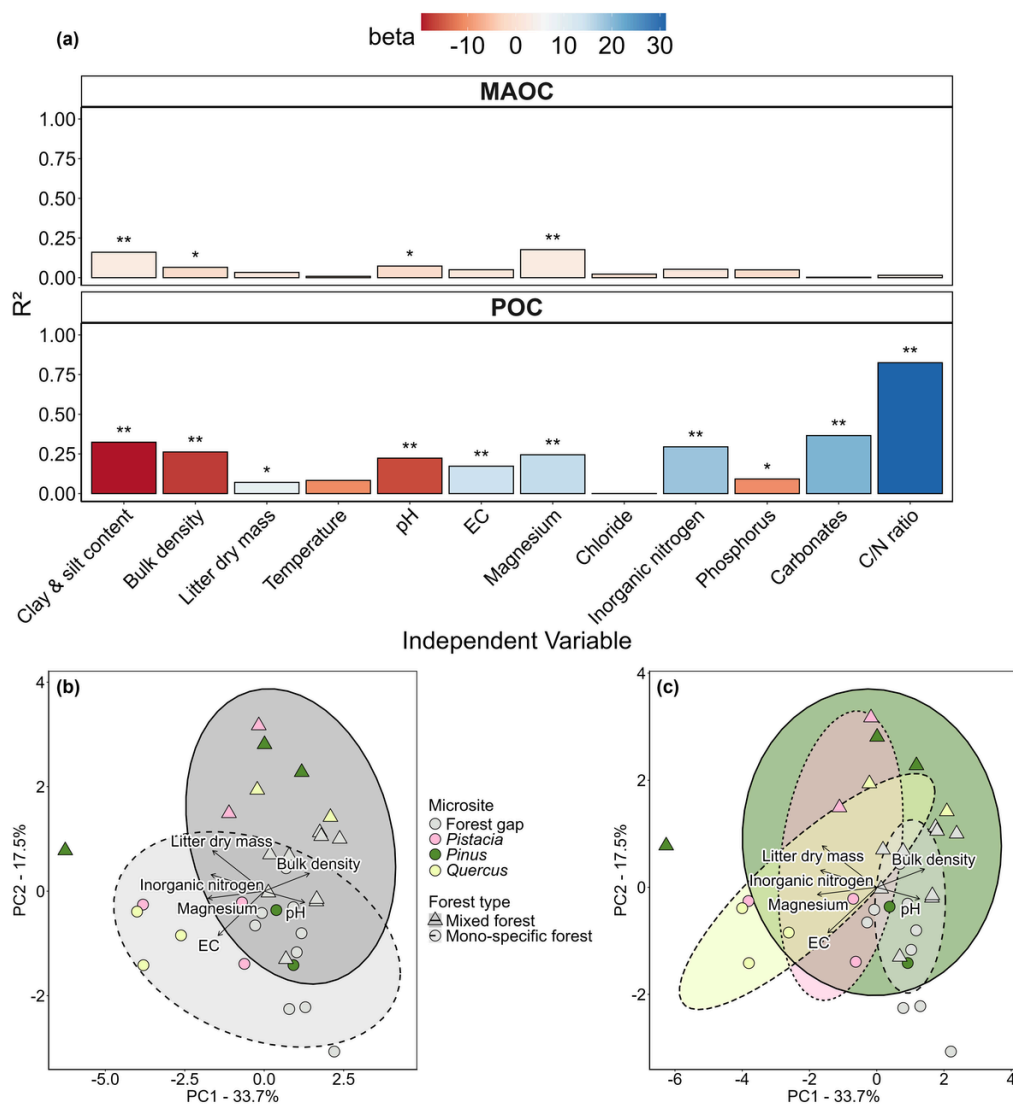 (a)
beta
-10 0 10 20 30
MAOC
1.00
0.75
0.50
0.25
0.00
** * * **
R²
POC
1.00
0.75
0.50
0.25
0.00
** ** * ** ** ** ** * ** **
Clay & silt content
Bulk density
Litter dry mass
Temperature
pH
EC
Magnesium
Chloride
Inorganic nitrogen
Phosphorus
Carbonates
C/N ratio
Independent Variable
(b)
4
2
0
-2
PC2 - 17.5%
Litter dry mass
Bulk density
Inorganic nitrogen
Magnesium
pH
EC
-5.0 -2.5 0.0 2.5
PC1 - 33.7%
Microsite
Forest gap
Pistacia
Pinus
Quercus
Forest type
Mixed forest
Mono-specific forest
(c)
4
2
0
-2
PC2 - 17.5%
Litter dry mass
Bulk density
Inorganic nitrogen
Magnesium
pH
EC
-6 -4 -2 0 2 4
PC1 - 33.7%